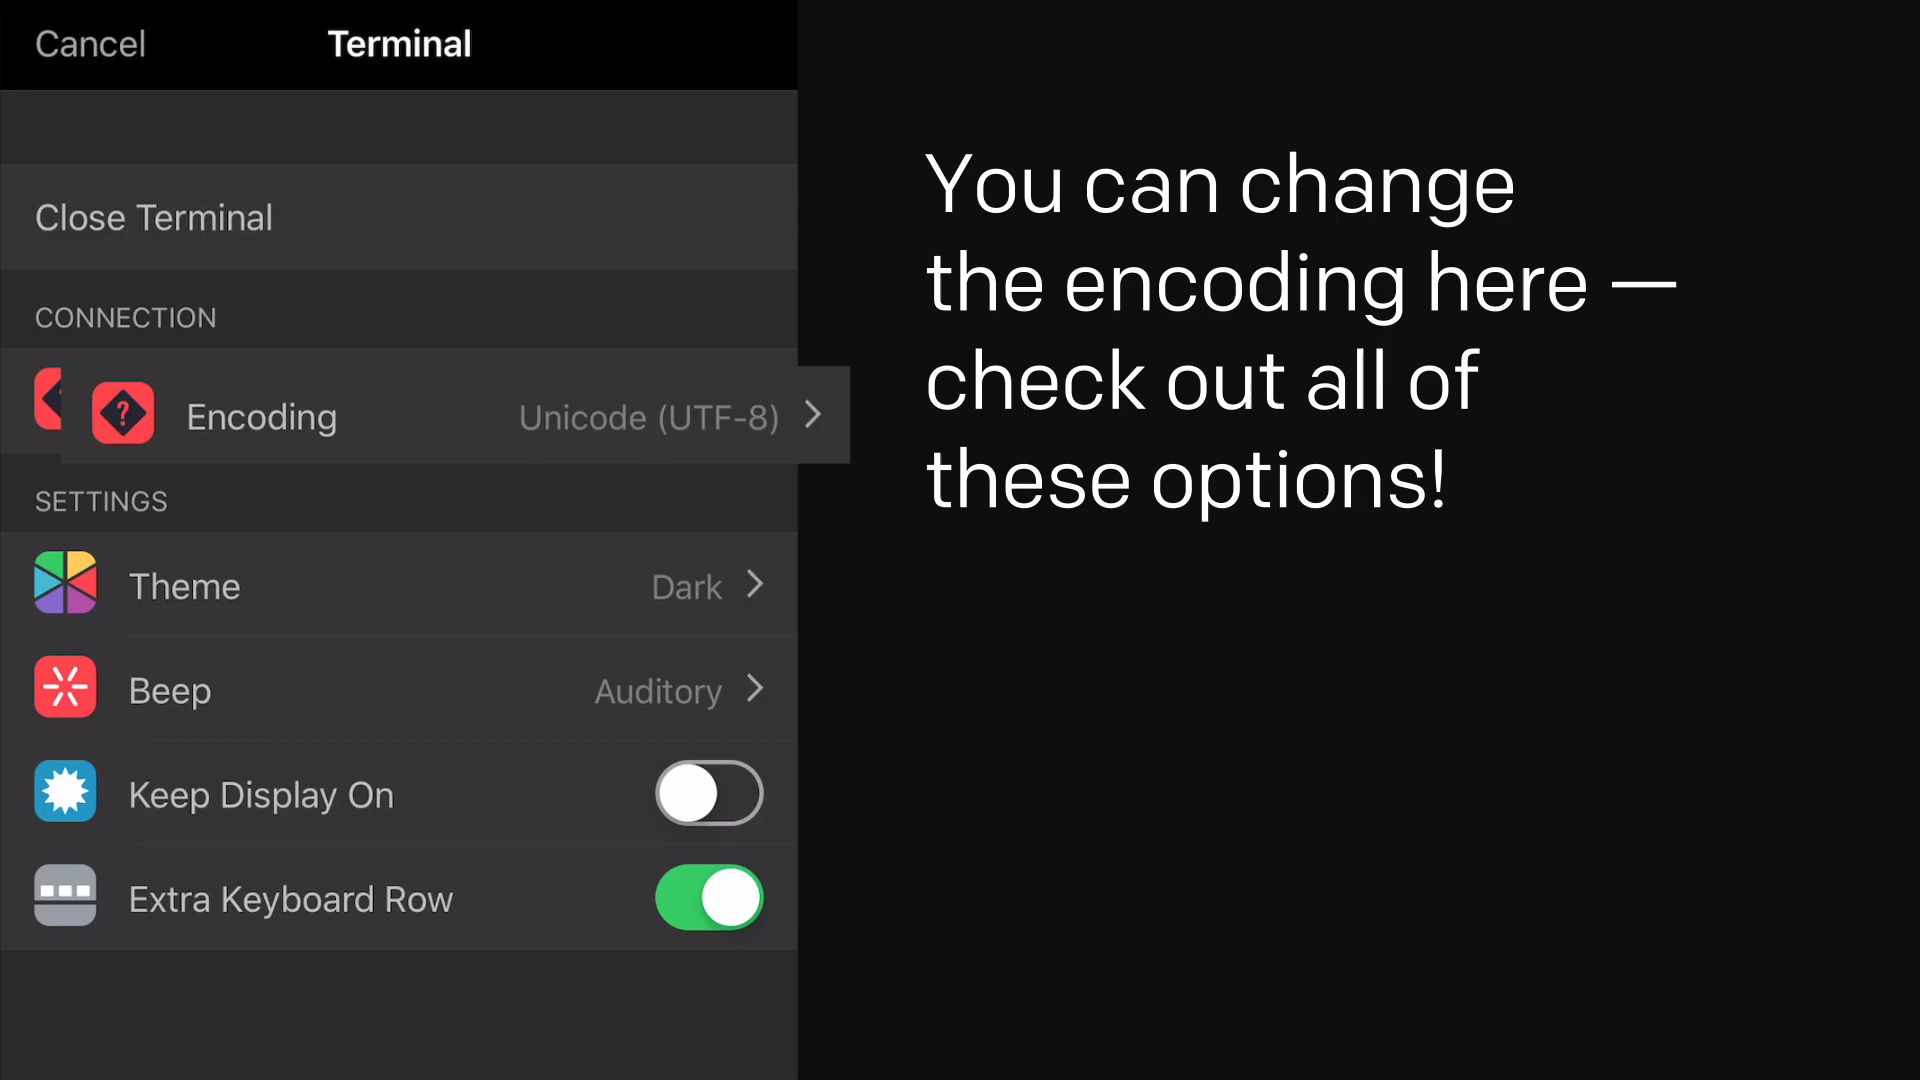 Cancel
Terminal
Close Terminal
CONNECTION
Encoding
Unicode (UTF-8)
SETTINGS
Theme
Dark
Beep
Auditory
Keep Display On
Extra Keyboard Row
You can change
the encoding here —
check out all of
these options!